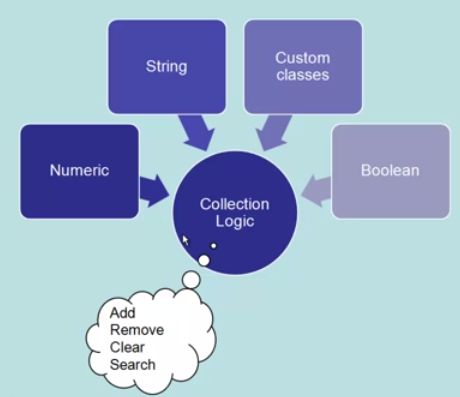 String
Custom
classes
Numeric
Boolean
Collection
Logic
Add
Remove
Clear
Search